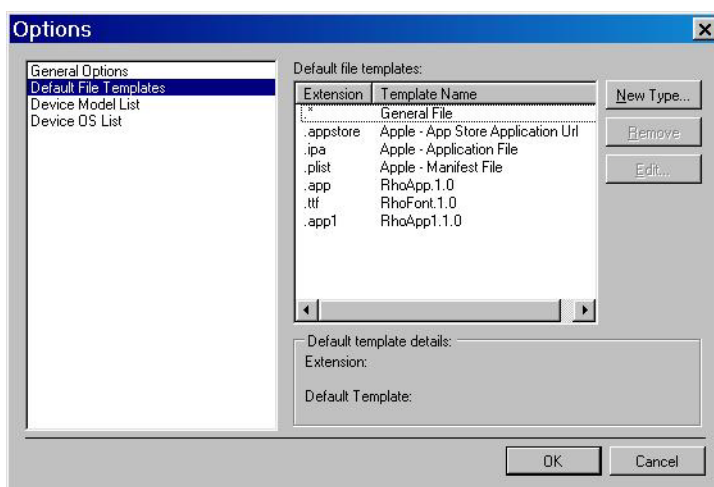 Options
General Options
Default File Templates
Device Model List
Device OS List
Default file templates:
Extension Template Name
.* General File
.appstore Apple - App Store Application Url
.ipa Apple - Application File
.plist Apple - Manifest File
.app RhoApp.1.0
.ttf RhoFont.1.0
.app1 RhoApp1.1.0
New Type...
Remove
Edit...
Default template details:
Extension:
Default Template:
OK Cancel